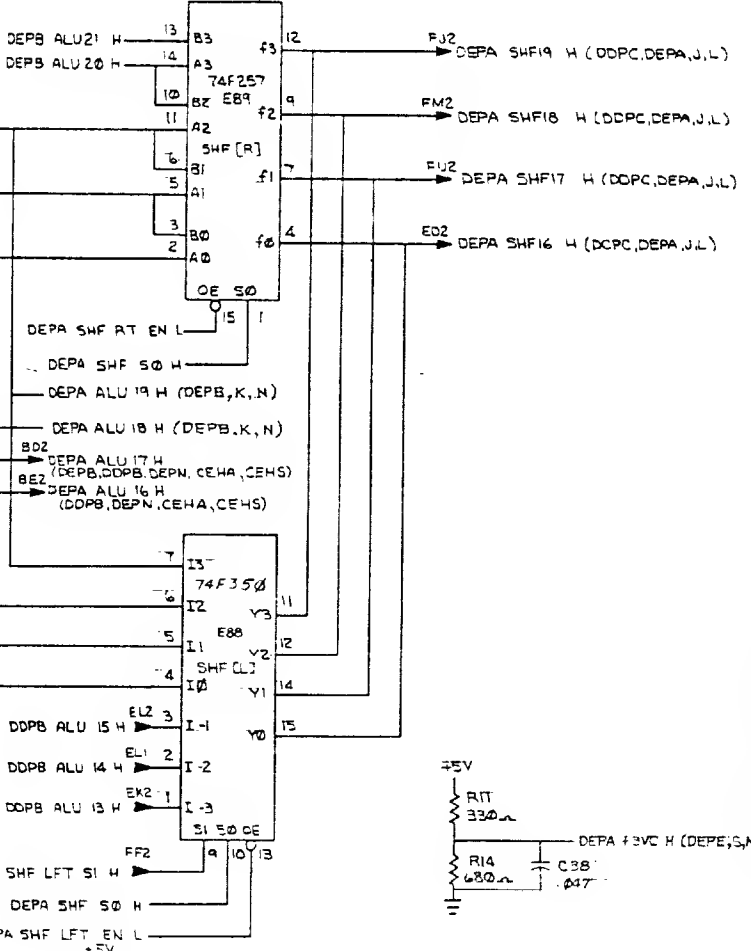 DEPB ALU21 H 13 B3
DEPB ALU20 H 14 A3
10 B2
11 A2
6 B1
5 A1
3 B0
2 A0
74F257
E89
SHF [R]
f3 12 FJ2 DEPA SHF19 H (DDPC,DEPA,J,L)
f2 9 FM2 DEPA SHF18 H (DDPC,DEPA,J,L)
f1 7 FU2 DEPA SHF17 H (DDPC,DEPA,J,L)
f0 4 ED2 DEPA SHF16 H (DCPC,DEPA,J,L)
OE S0
15 1
DEPA SHF RT EN L
DEPA SHF S0 H
DEPA ALU 19 H (DEPB,K,N)
DEPA ALU 18 H (DEPB,K,N)
BD2 DEPA ALU 17 H
(DEPB,DDPB,DEPN,CEHA,CEHS)
BE2 DEPA ALU 16 H
(DDPB,DEPN,CEHA,CEHS)
7 I3
6 I2
5 I1
4 I0
74F350
E88
SHF [L]
Y3 11
Y2 12
Y1 14
Y0 15
DDPB ALU 15 H EL2 3 I-1
DDPB ALU 14 H EL1 2 I-2
DDPB ALU 13 H EK2 1 I-3
S1 S0 OE
9 10 13
SHF LFT S1 H FF2
DEPA SHF S0 H
PA SHF LFT EN L
+5V
+5V
R17
330Ω
DEPA +3VC H (DEPE,S,
R14
680Ω
C38
.047